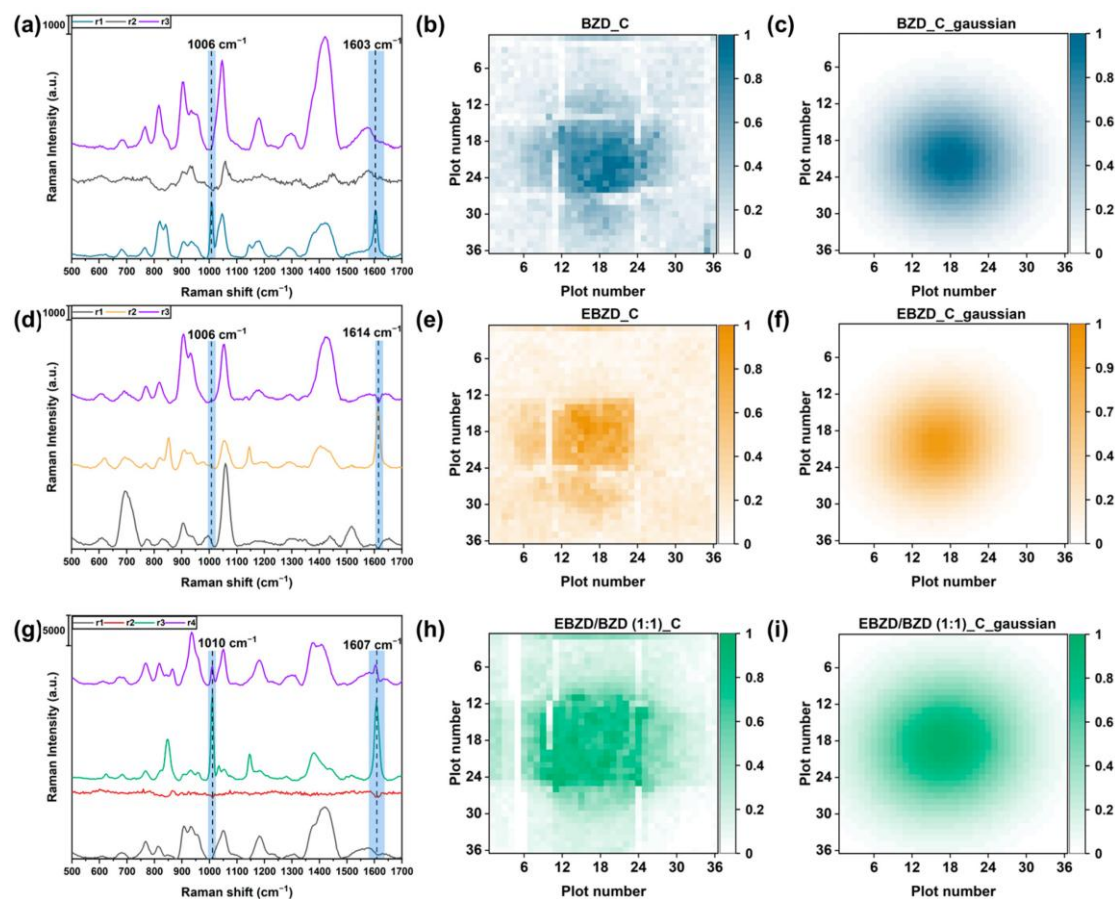 (a)
1000
r1 r2 r3
1006 cm⁻¹
1603 cm⁻¹
Raman Intensity (a.u.)
500 600 700 800 900 1000 1100 1200 1300 1400 1500 1600 1700
Raman shift (cm⁻¹)
(b)
BZD_C
Plot number
6
12
18
24
30
36
6 12 18 24 30 36
Plot number
1
0.8
0.6
0.4
0.2
0
(c)
BZD_C_gaussian
Plot number
6
12
18
24
30
36
6 12 18 24 30 36
Plot number
1
0.8
0.6
0.4
0.2
0
(d)
1000
r1 r2 r3
1006 cm⁻¹
1614 cm⁻¹
Raman Intensity (a.u.)
500 600 700 800 900 1000 1100 1200 1300 1400 1500 1600 1700
Raman shift (cm⁻¹)
(e)
EBZD_C
Plot number
6
12
18
24
30
36
6 12 18 24 30 36
Plot number
1
0.8
0.6
0.4
0.2
0
(f)
EBZD_C_gaussian
Plot number
6
12
18
24
30
36
6 12 18 24 30 36
Plot number
1
0.9
0.7
0.4
0.2
0
(g)
5000
r1 r2 r3 r4
1010 cm⁻¹
1607 cm⁻¹
Raman Intensity (a.u.)
500 600 700 800 900 1000 1100 1200 1300 1400 1500 1600 1700
Raman shift (cm⁻¹)
(h)
EBZD/BZD (1:1)_C
Plot number
6
12
18
24
30
36
6 12 18 24 30 36
Plot number
1
0.8
0.6
0.4
0.2
0
(i)
EBZD/BZD (1:1)_C_gaussian
Plot number
6
12
18
24
30
36
6 12 18 24 30 36
Plot number
1
0.8
0.6
0.4
0.2
0